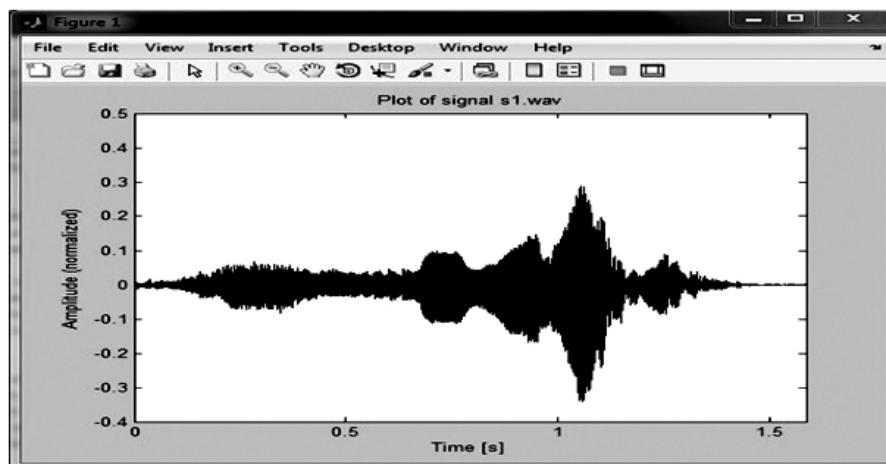 Figure 1
File Edit View Insert Tools Desktop Window Help
Plot of signal s1.wav
0.5
0.4
0.3
0.2
0.1
0
-0.1
-0.2
-0.3
-0.4
Amplitude (normalized)
0 0.5 1 1.5
Time [s]